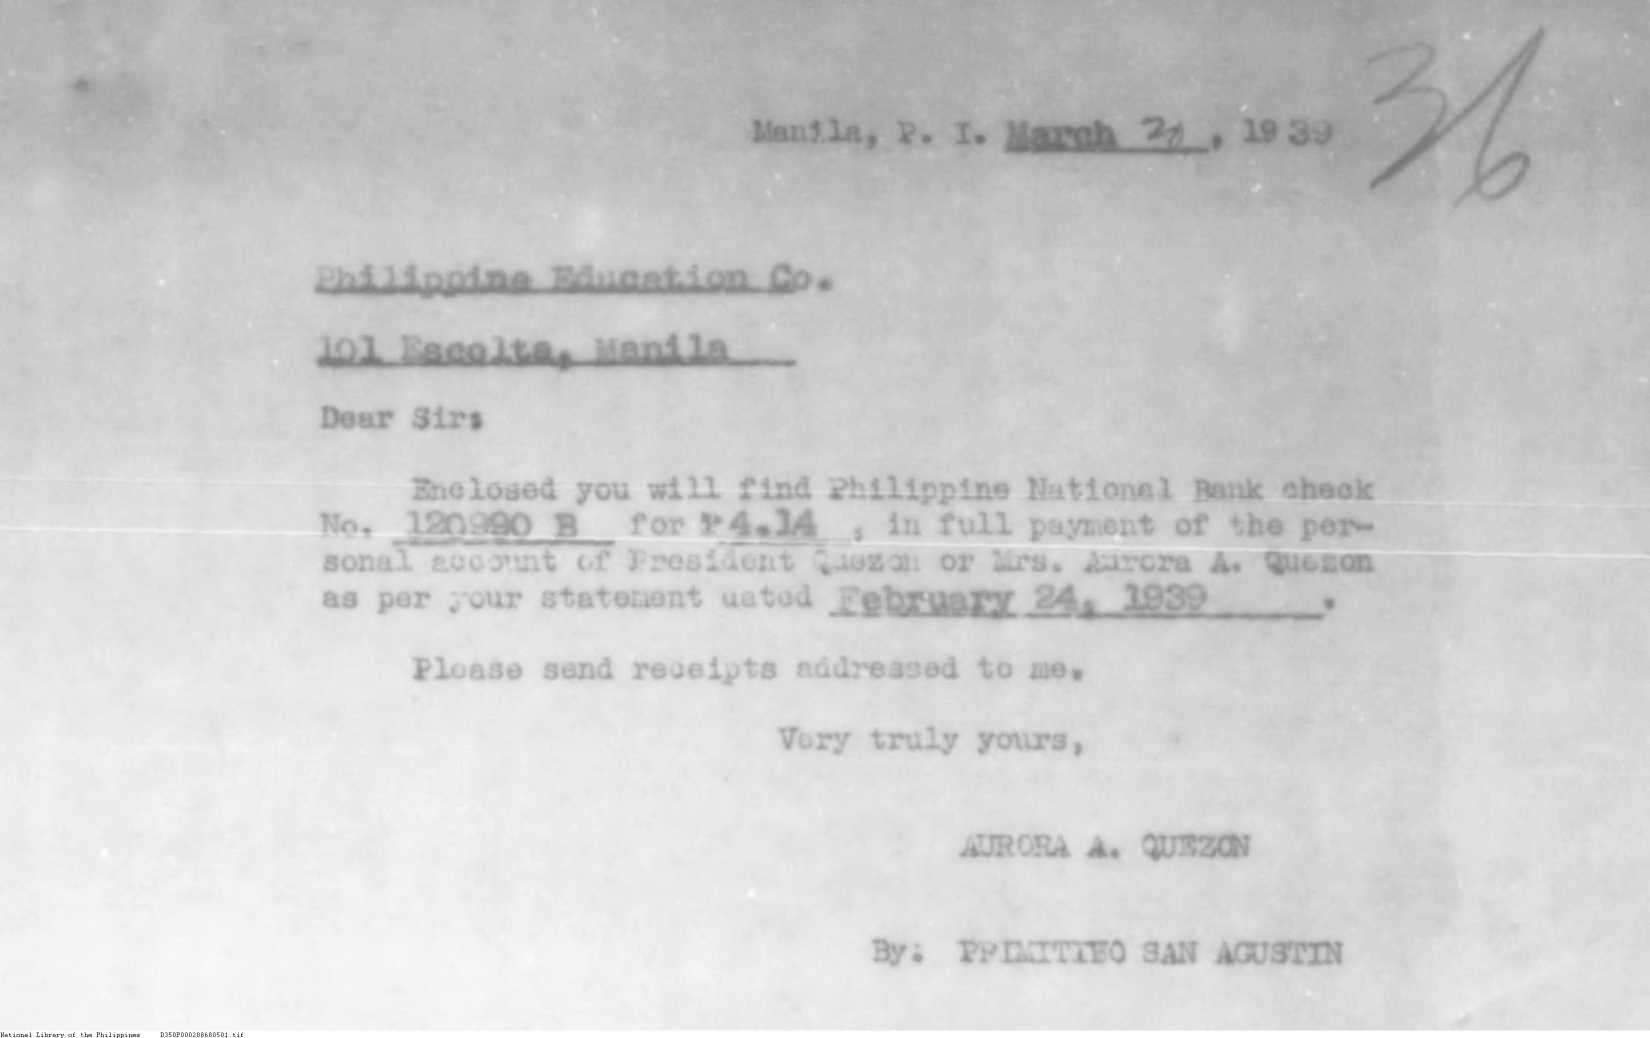 36
Manila, P. I. March 2 , 1939
Philippine Education Co.
101 Escolta, Manila
Dear Sir:
Enclosed you will find Philippine National Bank check
No. 120990 B for ₱4.14 , in full payment of the per-
sonal account of President Quezon or Mrs. Aurora A. Quezon
as per your statement dated February 24, 1939 .
Please send receipts addressed to me.
Very truly yours,
AURORA A. QUEZON
By: PRIMITIVO SAN AGUSTIN
National Library of the Philippines D350P000288680501.tif